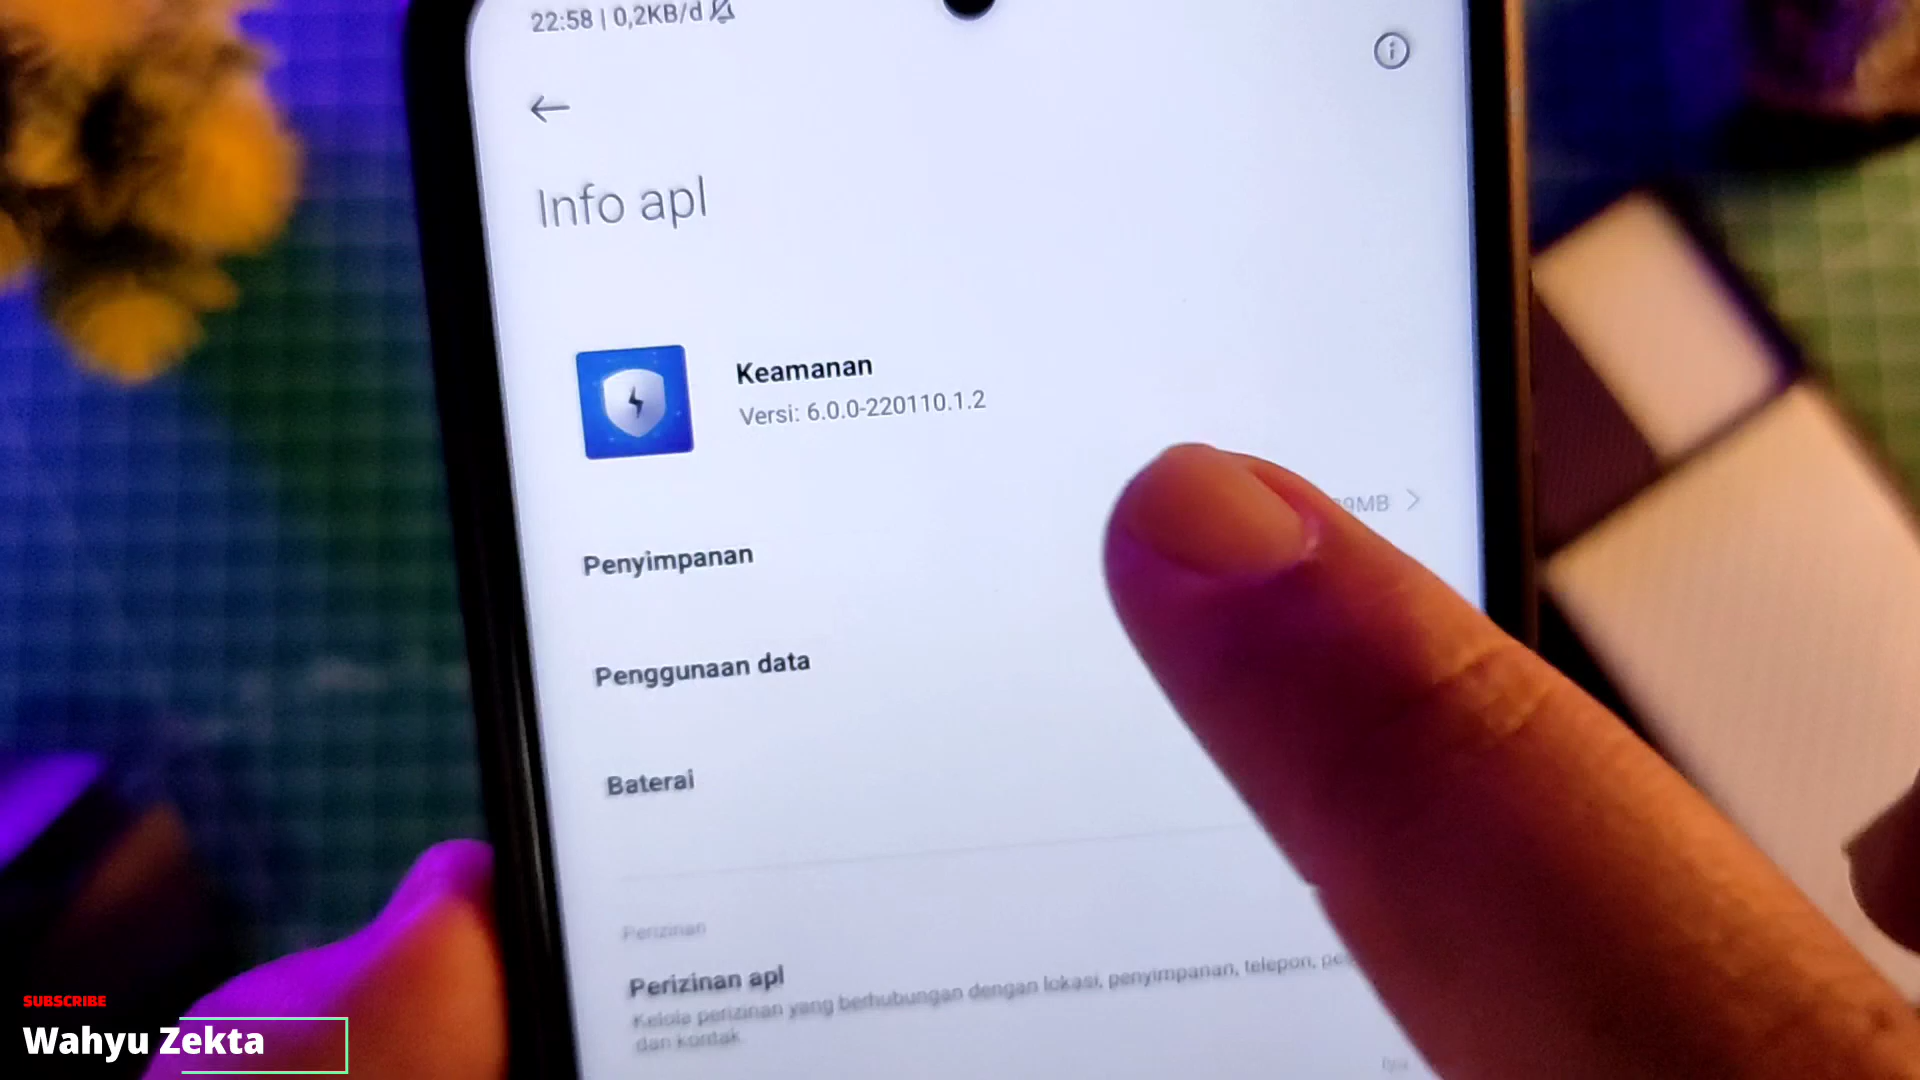 22:58 | 0,2KB/d
Info apl
Keamanan
Versi: 6.0.0-220110.1.2
9MB
Penyimpanan
Penggunaan data
Baterai
Perizinan
Perizinan apl
Kelola perizinan yang berhubungan dengan lokasi, penyimpanan, telepon,
dan kontak
SUBSCRIBE
Wahyu Zekta